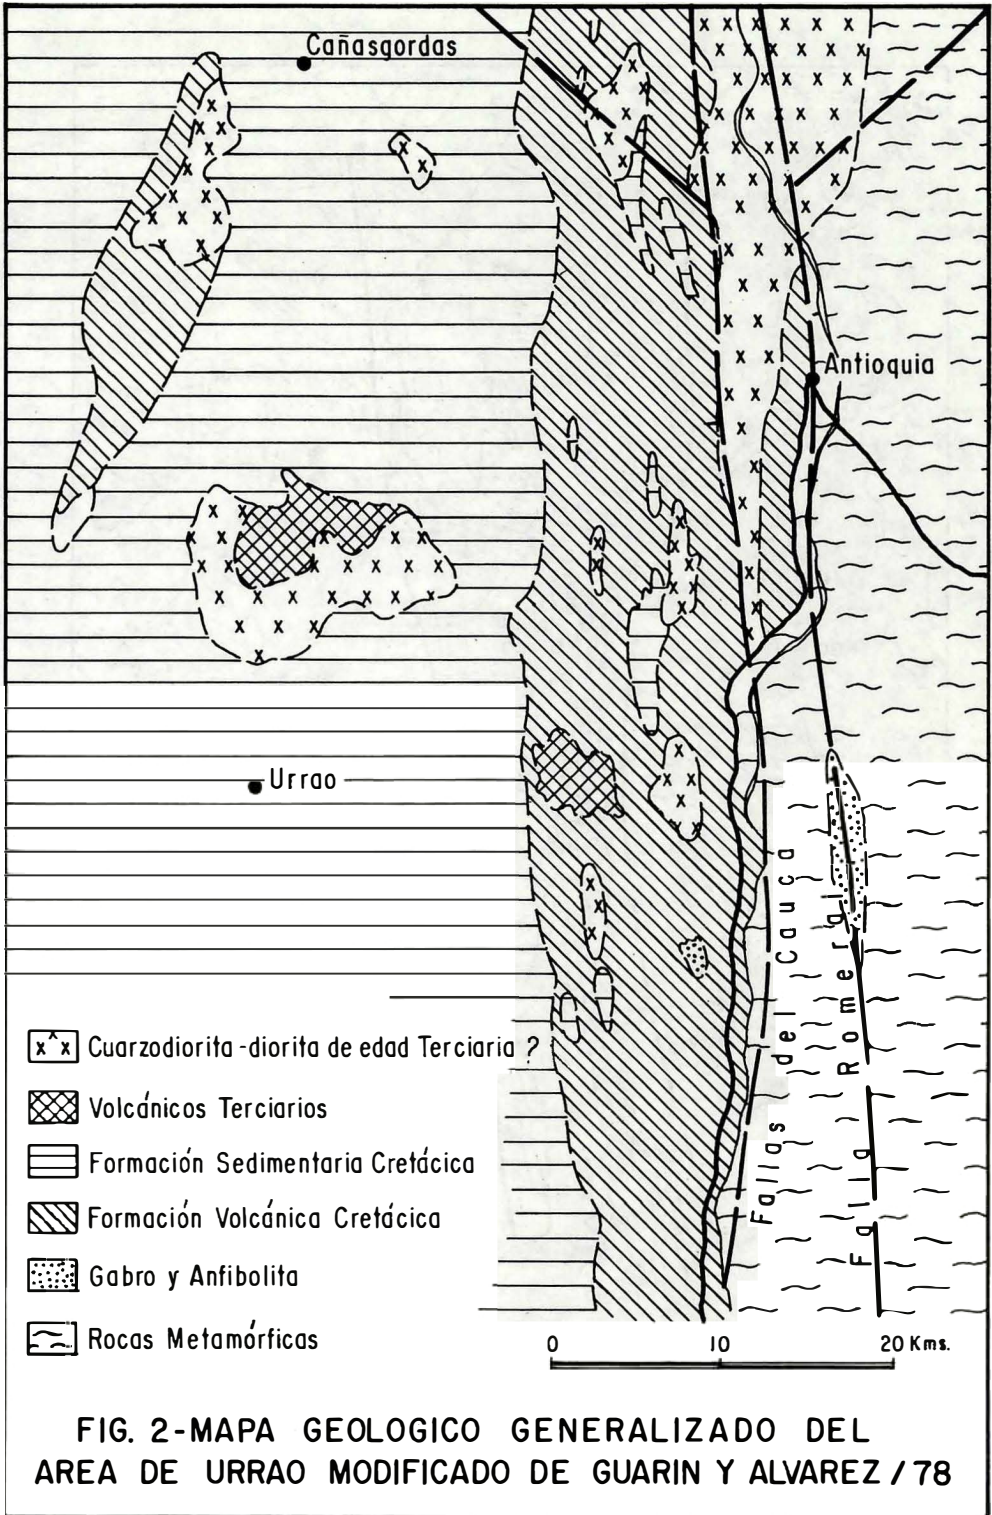 Cañasgordas
Antioquia
Urrao
Fallas del Cauca
Falla Romeral
Cuarzodiorita-diorita de edad Terciaria ?
Volcánicos Terciarios
Formación Sedimentaria Cretácica
Formación Volcánica Cretácica
Gabro y Anfibolita
Rocas Metamórficas
0 10 20 Kms.
FIG. 2-MAPA GEOLOGICO GENERALIZADO DEL
AREA DE URRAO MODIFICADO DE GUARIN Y ALVAREZ / 78